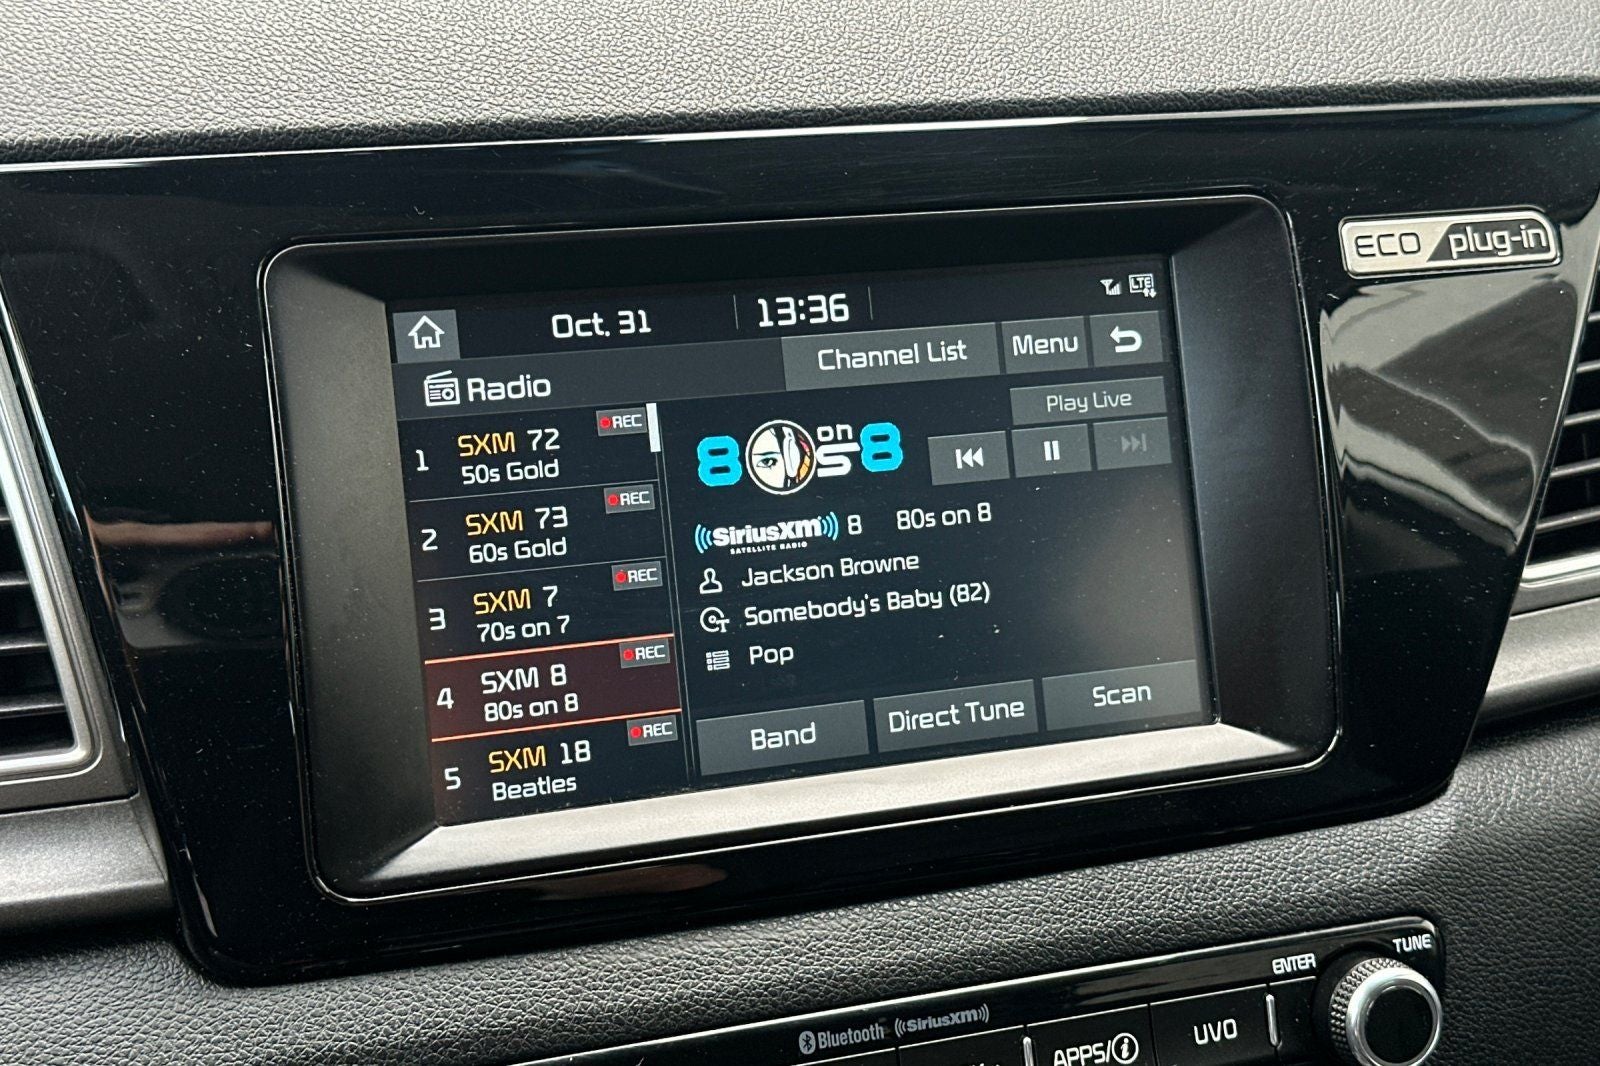 ECO plug-in
Oct. 31
13:36
LTE
Radio
Channel List
Menu
Play Live
1 SXM 72 REC
50s Gold
2 SXM 73 REC
60s Gold
3 SXM 7 REC
70s on 7
4 SXM 8 REC
80s on 8
5 SXM 18 REC
Beatles
80s on 8
SiriusXM 8 80s on 8
SATELLITE RADIO
Jackson Browne
Somebody's Baby (82)
Pop
Band
Direct Tune
Scan
TUNE
ENTER
Bluetooth SiriusXM
APPS/i
UVO